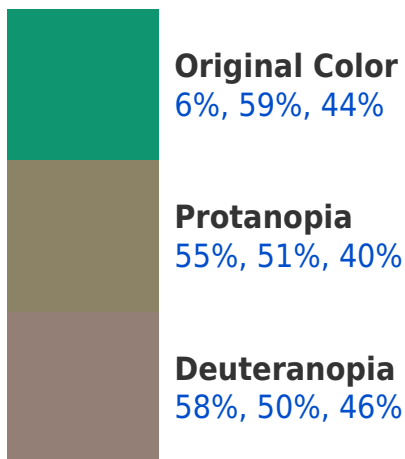 Original Color
6%, 59%, 44%
Protanopia
55%, 51%, 40%
Deuteranopia
58%, 50%, 46%